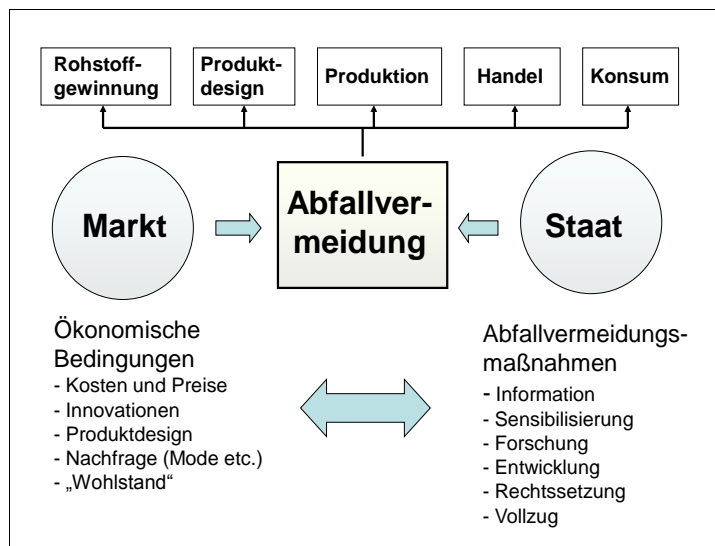 Rohstoff-
gewinnung
Produkt-
design
Produktion
Handel
Konsum
Markt
Abfallver-
meidung
Staat
Ökonomische
Bedingungen
- Kosten und Preise
- Innovationen
- Produktdesign
- Nachfrage (Mode etc.)
- „Wohlstand“
Abfallvermeidungs-
maßnahmen
- Information
- Sensibilisierung
- Forschung
- Entwicklung
- Rechtssetzung
- Vollzug